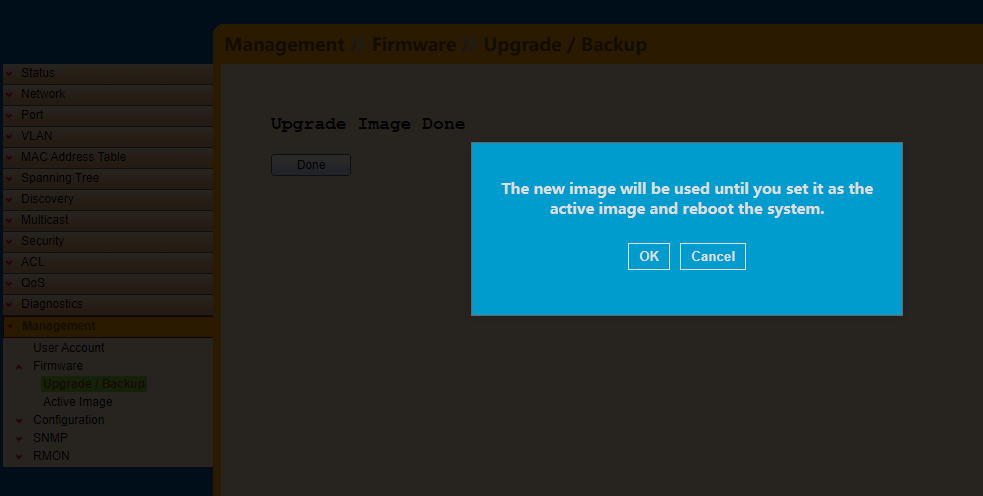 Management // Firmware // Upgrade / Backup
Status
Network
Port
VLAN
MAC Address Table
Spanning Tree
Discovery
Multicast
Security
ACL
QoS
Diagnostics
Management
User Account
Firmware
Upgrade / Backup
Active Image
Configuration
SNMP
RMON
Upgrade Image Done
Done
The new image will be used until you set it as the
active image and reboot the system.
OK Cancel